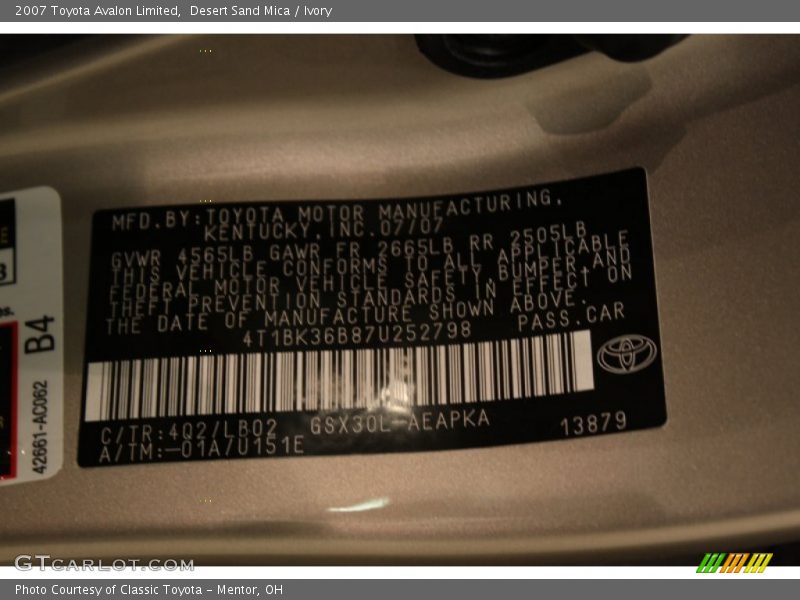 2007 Toyota Avalon Limited, Desert Sand Mica / Ivory
MFD.BY:TOYOTA MOTOR MANUFACTURING,
KENTUCKY,INC.07/07
GVWR 4565LB GAWR FR 2665LB RR 2505LB
THIS VEHICLE CONFORMS TO ALL APPLICABLE
FEDERAL MOTOR VEHICLE SAFETY, BUMPER, AND
THEFT PREVENTION STANDARDS IN EFFECT ON
THE DATE OF MANUFACTURE SHOWN ABOVE.
4T1BK36B87U252798 PASS.CAR
C/TR:4Q2/LB02 GSX30L-AEAPKA
A/TM:-01A/U151E 13879
B4
42661-AC062
GTCARLOT.COM
Photo Courtesy of Classic Toyota - Mentor, OH